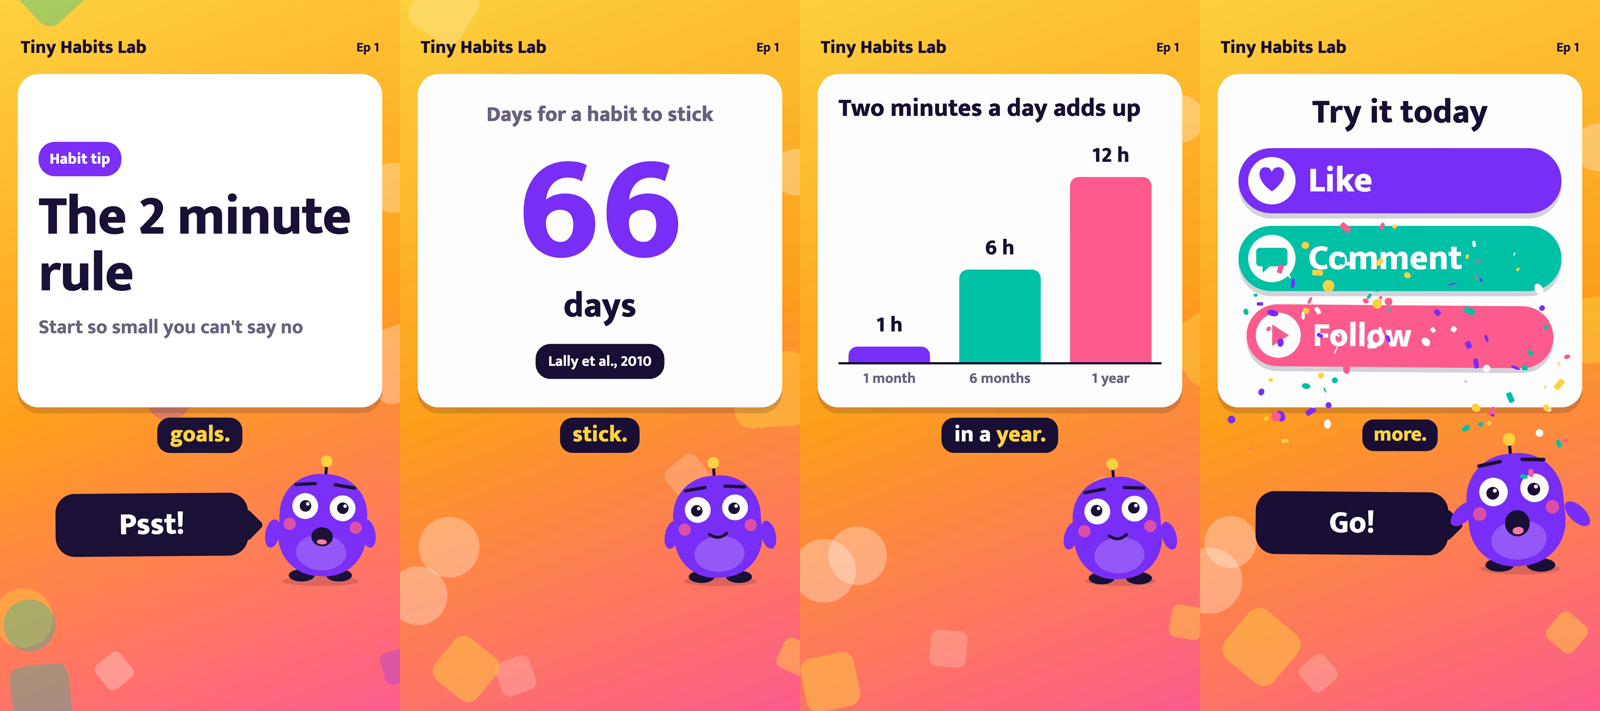 Tiny Habits Lab
Ep 1
Habit tip
The 2 minute
rule
Start so small you can't say no
goals.
Psst!
Tiny Habits Lab
Ep 1
Days for a habit to stick
66
days
Lally et al., 2010
stick.
Tiny Habits Lab
Ep 1
Two minutes a day adds up
12 h
6 h
1 h
1 month
6 months
1 year
in a year.
Tiny Habits Lab
Ep 1
Try it today
Like
Comment
Follow
more.
Go!